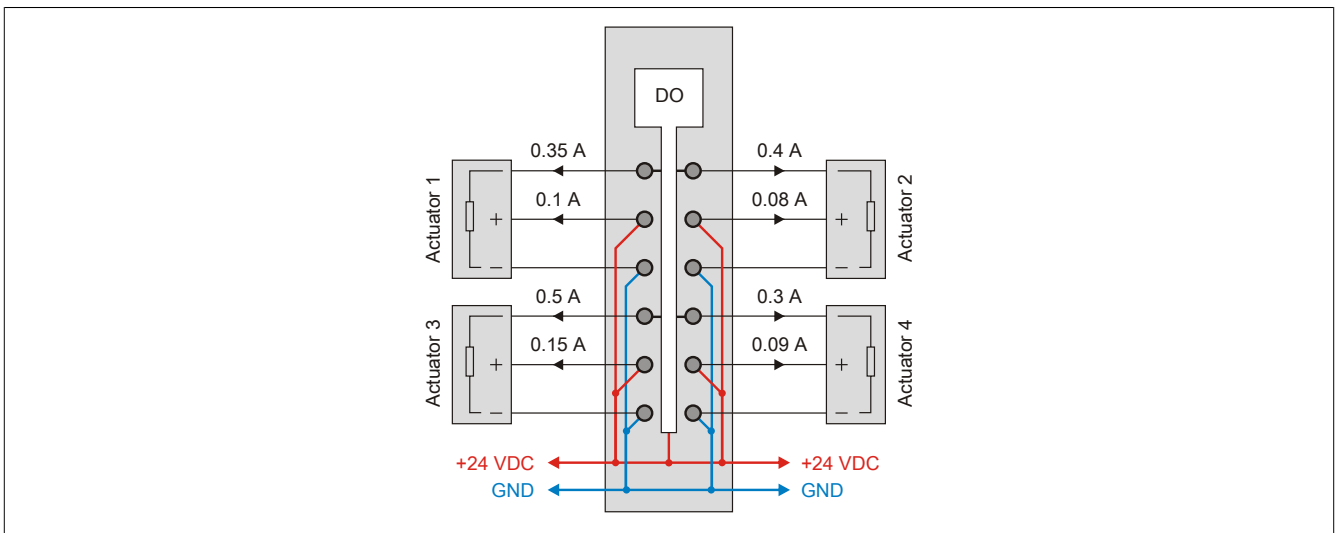 DO
0.35 A
0.4 A
Actuator 1
0.1 A
0.08 A
Actuator 2
+
+
−
−
0.5 A
0.3 A
Actuator 3
0.15 A
0.09 A
Actuator 4
+
+
−
−
+24 VDC
+24 VDC
GND
GND